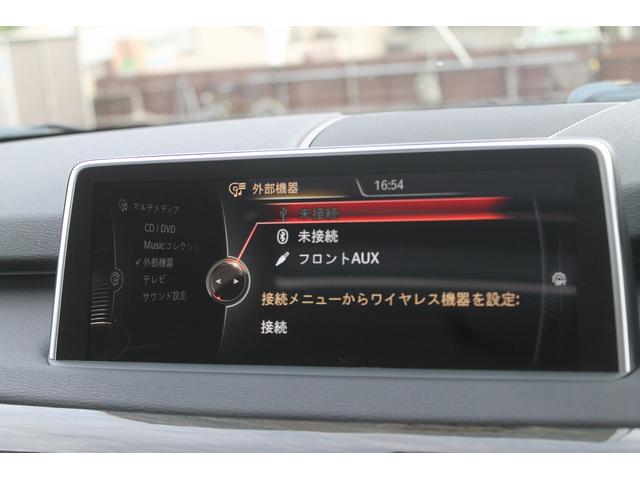 外部機器
16:54
マルチメディア
CD / DVD
Musicコレクショ
✓外部機器
テレビ
サウンド設定
未接続
未接続
フロントAUX
接続メニューからワイヤレス機器を設定:
接続